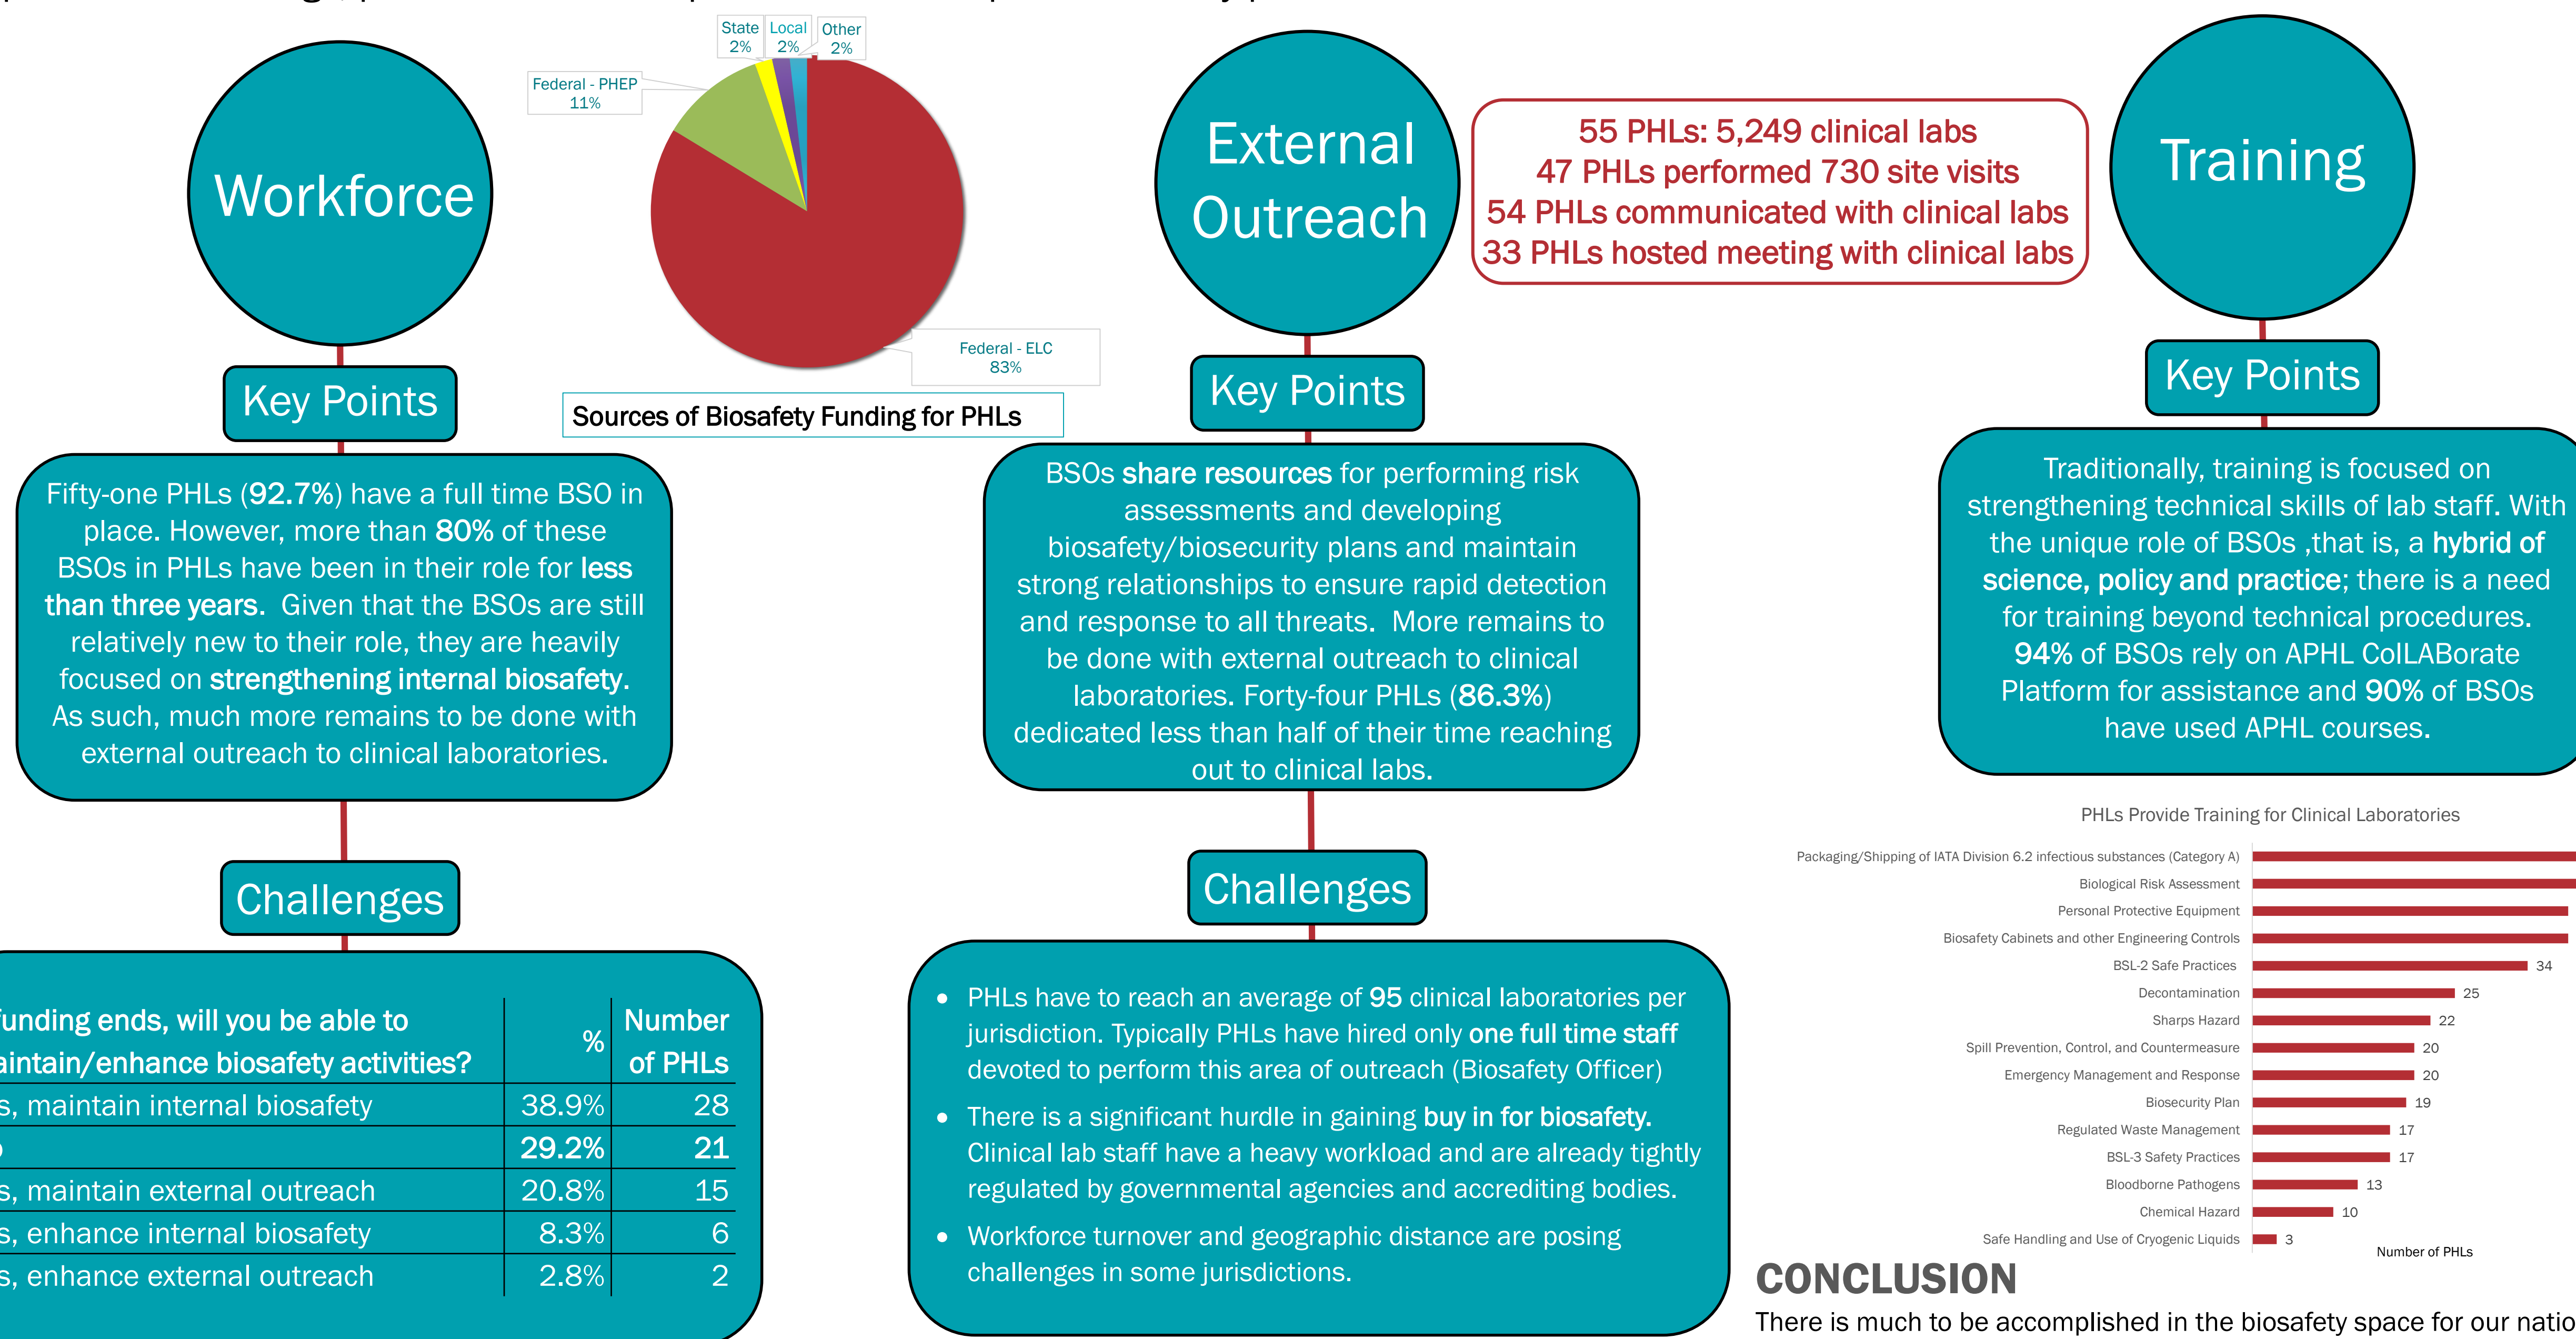 Workforce
Key Points
Fifty-one PHLs (92.7%) have a full time BSO in
place. However, more than 80% of these
BSOs in PHLs have been in their role for less
than three years. Given that the BSOs are still
relatively new to their role, they are heavily
focused on strengthening internal biosafety.
As such, much more remains to be done with
external outreach to clinical laboratories.
Challenges
funding ends, will you be able to
maintain/enhance biosafety activities?
%
Number
of PHLs
s, maintain internal biosafety 38.9% 28
o 29.2% 21
s, maintain external outreach 20.8% 15
s, enhance internal biosafety 8.3% 6
s, enhance external outreach 2.8% 2
State
2%
Local
2%
Other
2%
Federal - PHEP
11%
Federal - ELC
83%
Sources of Biosafety Funding for PHLs
External
Outreach
55 PHLs: 5,249 clinical labs
47 PHLs performed 730 site visits
54 PHLs communicated with clinical labs
33 PHLs hosted meeting with clinical labs
Key Points
BSOs share resources for performing risk
assessments and developing
biosafety/biosecurity plans and maintain
strong relationships to ensure rapid detection
and response to all threats. More remains to
be done with external outreach to clinical
laboratories. Forty-four PHLs (86.3%)
dedicated less than half of their time reaching
out to clinical labs.
Challenges
• PHLs have to reach an average of 95 clinical laboratories per
jurisdiction. Typically PHLs have hired only one full time staff
devoted to perform this area of outreach (Biosafety Officer)
• There is a significant hurdle in gaining buy in for biosafety.
Clinical lab staff have a heavy workload and are already tightly
regulated by governmental agencies and accrediting bodies.
• Workforce turnover and geographic distance are posing
challenges in some jurisdictions.
Training
Key Points
Traditionally, training is focused on
strengthening technical skills of lab staff. With
the unique role of BSOs ,that is, a hybrid of
science, policy and practice; there is a need
for training beyond technical procedures.
94% of BSOs rely on APHL ColLABorate
Platform for assistance and 90% of BSOs
have used APHL courses.
PHLs Provide Training for Clinical Laboratories
Packaging/Shipping of IATA Division 6.2 infectious substances (Category A)
Biological Risk Assessment
Personal Protective Equipment
Biosafety Cabinets and other Engineering Controls
BSL-2 Safe Practices 34
Decontamination 25
Sharps Hazard 22
Spill Prevention, Control, and Countermeasure 20
Emergency Management and Response 20
Biosecurity Plan 19
Regulated Waste Management 17
BSL-3 Safety Practices 17
Bloodborne Pathogens 13
Chemical Hazard 10
Safe Handling and Use of Cryogenic Liquids 3
Number of PHLs
CONCLUSION
There is much to be accomplished in the biosafety space for our natio